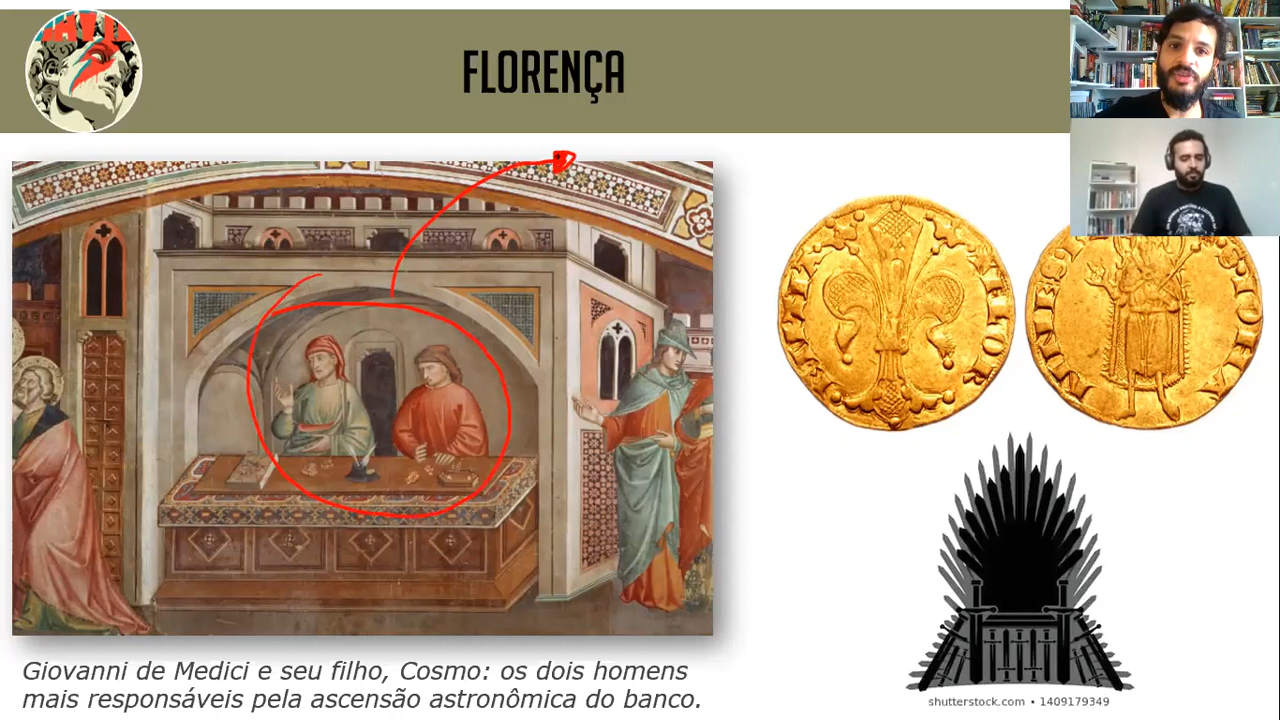 FLORENÇA
Giovanni de Medici e seu filho, Cosmo: os dois homens
mais responsáveis pela ascensão astronômica do banco.
shutterstock.com • 1409179349